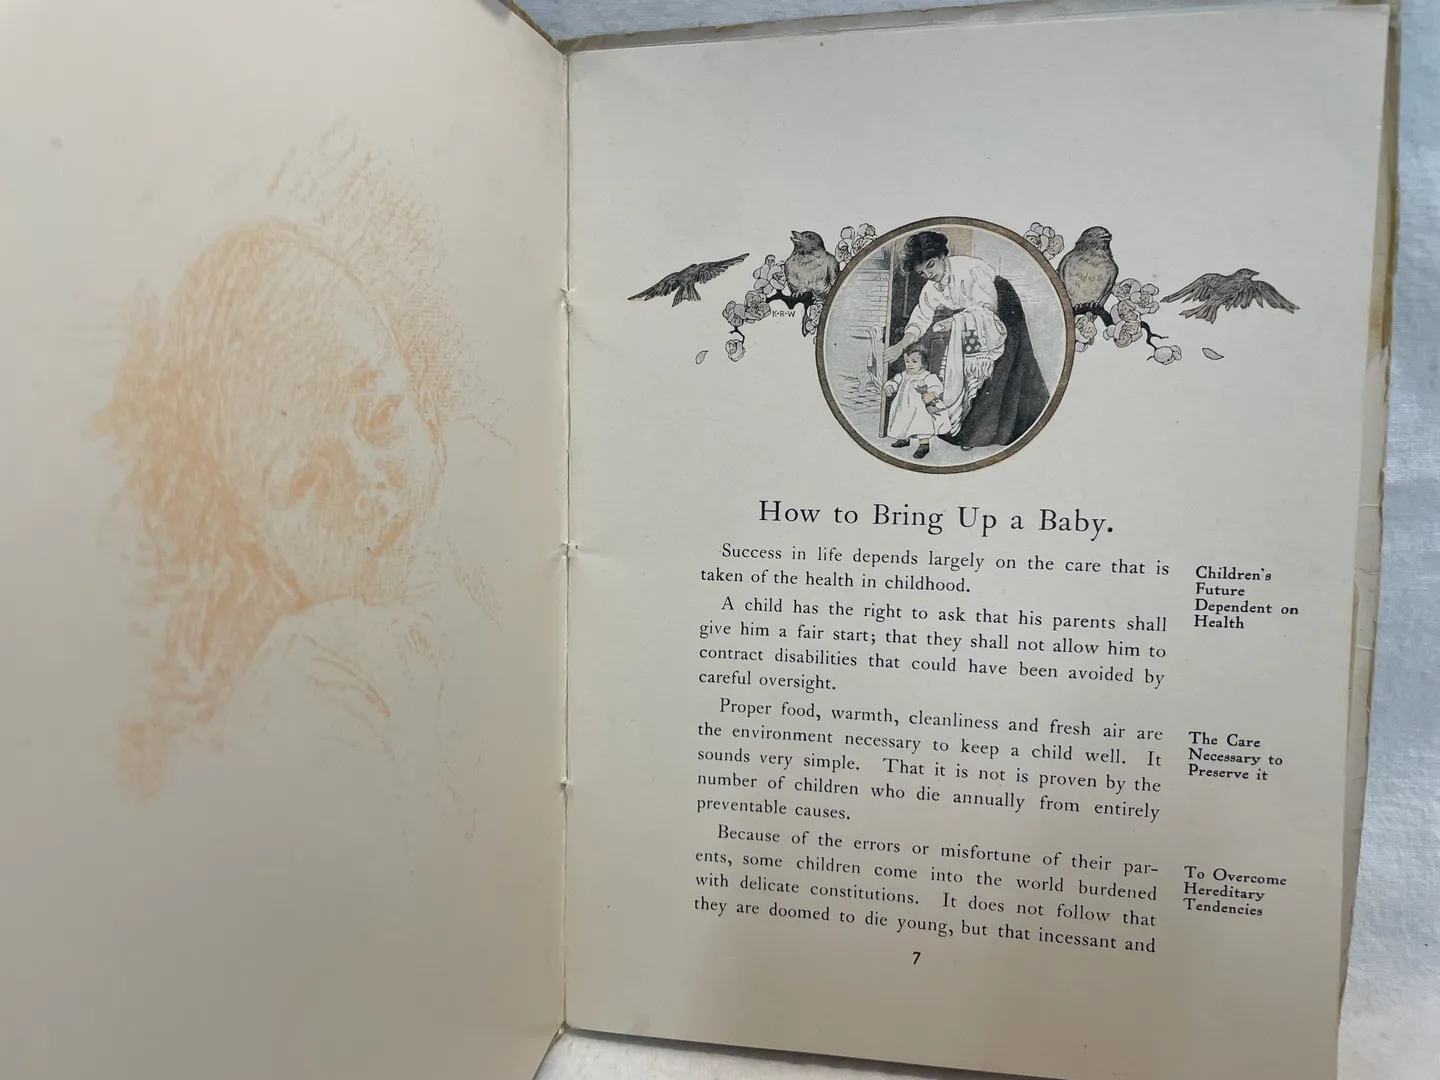 K·R·W
How to Bring Up a Baby.
Success in life depends largely on the care that is
taken of the health in childhood.
Children's
Future
Dependent on
Health
A child has the right to ask that his parents shall
give him a fair start; that they shall not allow him to
contract disabilities that could have been avoided by
careful oversight.
Proper food, warmth, cleanliness and fresh air are
the environment necessary to keep a child well. It
sounds very simple. That it is not is proven by the
number of children who die annually from entirely
preventable causes.
The Care
Necessary to
Preserve it
Because of the errors or misfortune of their par-
ents, some children come into the world burdened
with delicate constitutions. It does not follow that
they are doomed to die young, but that incessant and
To Overcome
Hereditary
Tendencies
7